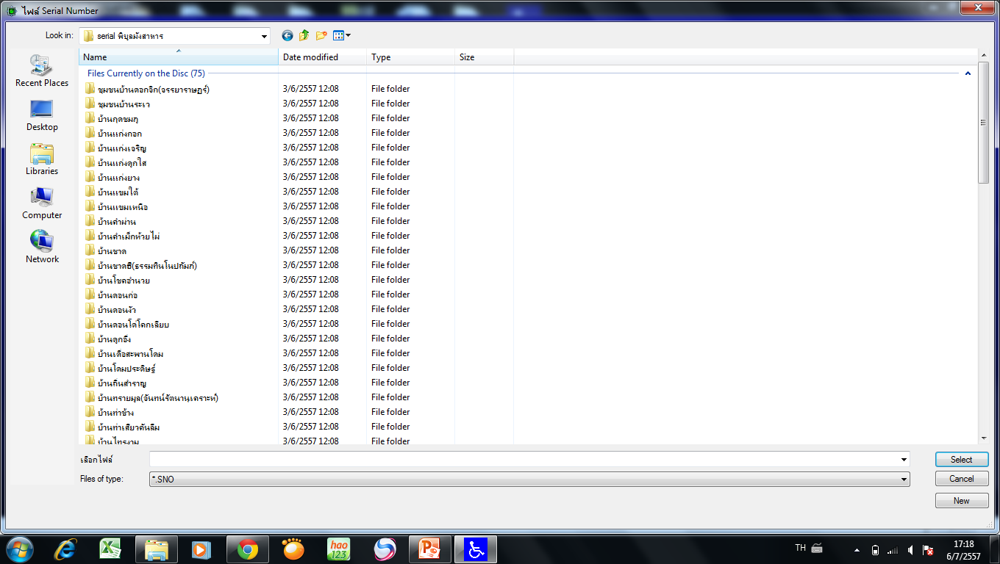 ไฟล์ Serial Number
Look in: serial พิบูลมังสาหาร
Name Date modified Type Size
Recent Places
Desktop
Libraries
Computer
Network
Files Currently on the Disc (75)
ชุมชนบ้านดอกจิก(จรรยาราษฎร์) 3/6/2557 12:08 File folder
ชุมชนบ้านระเว 3/6/2557 12:08 File folder
บ้านกุดชมภู 3/6/2557 12:08 File folder
บ้านแก่งกอก 3/6/2557 12:08 File folder
บ้านแก่งเจริญ 3/6/2557 12:08 File folder
บ้านแก่งดุกใส 3/6/2557 12:08 File folder
บ้านแก่งยาง 3/6/2557 12:08 File folder
บ้านแขมใต้ 3/6/2557 12:08 File folder
บ้านแขมเหนือ 3/6/2557 12:08 File folder
บ้านคำผ่าน 3/6/2557 12:08 File folder
บ้านคำเม็กห้วยไผ่ 3/6/2557 12:08 File folder
บ้านชาด 3/6/2557 12:08 File folder
บ้านชาดฮี(ธรรมทินโนปถัมภ์) 3/6/2557 12:08 File folder
บ้านโชคอำนวย 3/6/2557 12:08 File folder
บ้านดอนก่อ 3/6/2557 12:08 File folder
บ้านดอนงัว 3/6/2557 12:08 File folder
3/6/2557 12:08 File folder
บ้านดุกอึ่ง 3/6/2557 12:08 File folder
บ้านเดื่อสะพานโดม 3/6/2557 12:08 File folder
บ้านโดมประดิษฐ์ 3/6/2557 12:08 File folder
บ้านถิ่นสำราญ 3/6/2557 12:08 File folder
บ้านทรายมูล(จันทน์รัตนานุเคราะห์) 3/6/2557 12:08 File folder
บ้านท่าช้าง 3/6/2557 12:08 File folder
บ้านท่าเสียวคันลึม 3/6/2557 12:08 File folder
บ้านไทรงาม 3/6/2557 12:08 File folder
เลือกไฟล์ Select
Files of type: *.SNO Cancel
New
hao
123
TH
17:18
6/7/2557